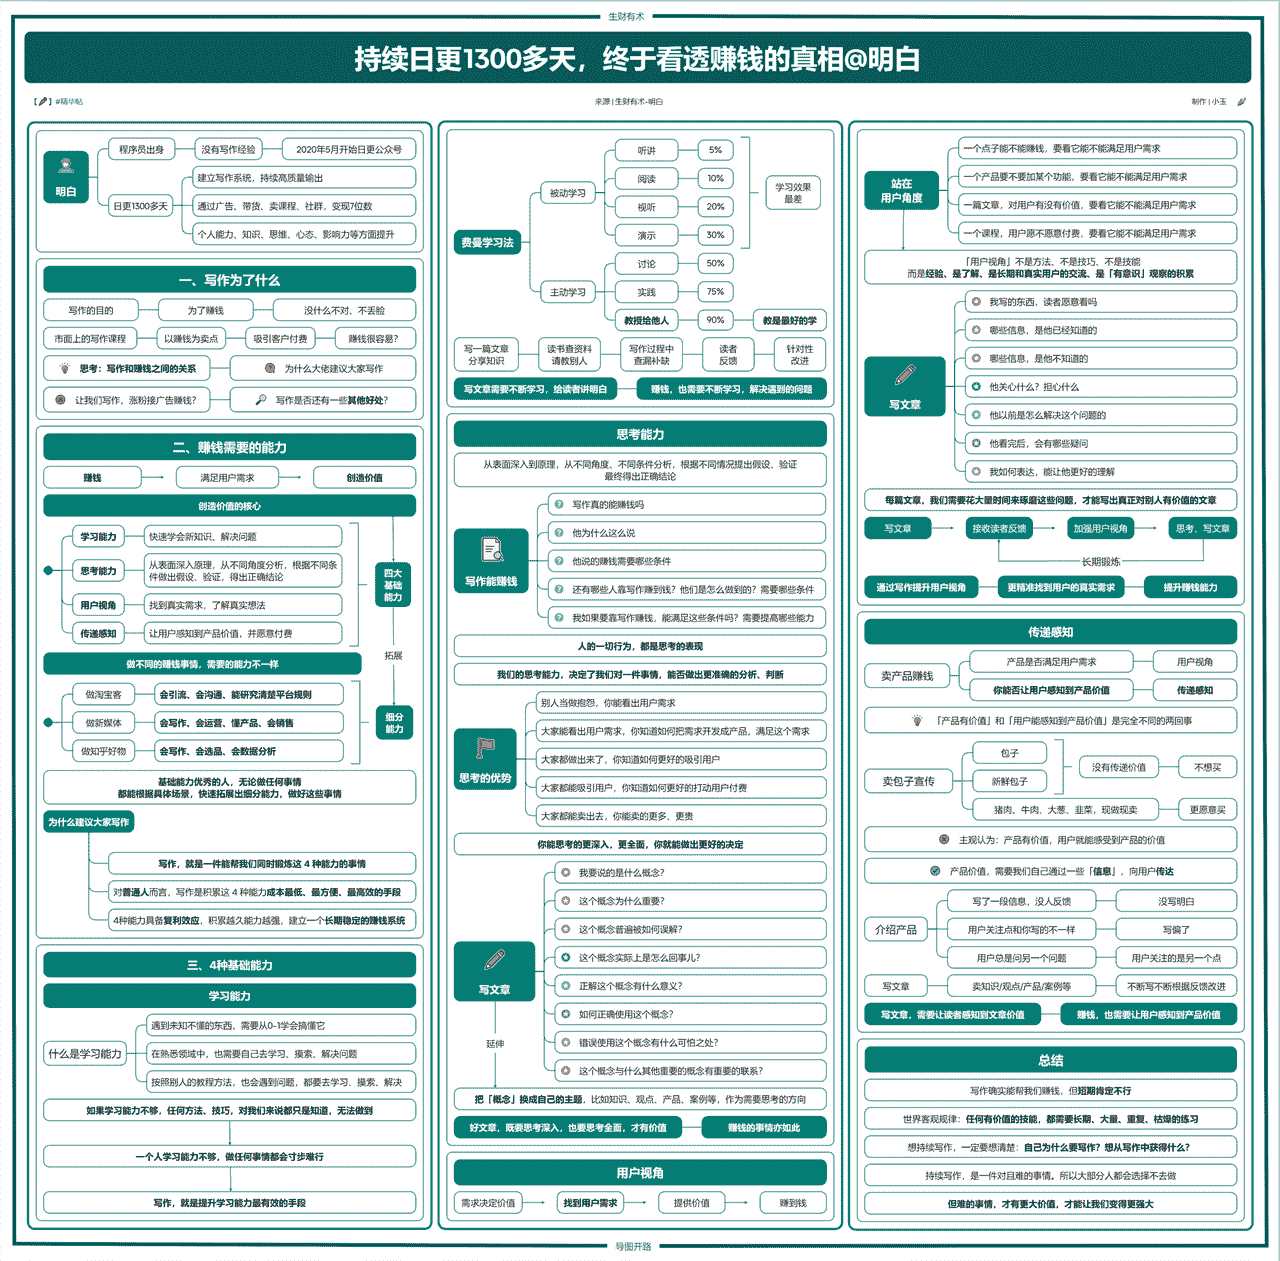 生财有术
持续日更1300多天，终于看透赚钱的真相@明白
【】#精华帖
来源 | 生财有术-明白
制作 | 小玉
明白
程序员出身
没有写作经验
2020年5月开始日更公众号
日更1300多天
建立写作系统，持续高质量输出
通过广告、带货、卖课程、社群，变现7位数
个人能力、知识、思维、心态、影响力等方面提升
一、写作为了什么
写作的目的
为了赚钱
没什么不对、不丢脸
市面上的写作课程
以赚钱为卖点
吸引客户付费
赚钱很容易？
思考：写作和赚钱之间的关系
为什么大佬建议大家写作
让我们写作，涨粉接广告赚钱？
写作是否还有一些其他好处？
二、赚钱需要的能力
赚钱
满足用户需求
创造价值
创造价值的核心
学习能力
快速学会新知识、解决问题
思考能力
从表面深入原理，从不同角度分析，根据不同条
件做出假设、验证，得出正确结论
用户视角
找到真实需求，了解真实想法
传递感知
让用户感知到产品价值，并愿意付费
四大
基础
能力
拓展
做不同的赚钱事情，需要的能力不一样
做淘宝客
会引流、会沟通、能研究清楚平台规则
做新媒体
会写作、会运营、懂产品、会销售
做知乎好物
会写作、会选品、会数据分析
细分
能力
基础能力优秀的人，无论做任何事情
都能根据具体场景，快速拓展出细分能力，做好这些事情
为什么建议大家写作
写作，就是一件能帮我们同时锻炼这 4 种能力的事情
对普通人而言，写作是积累这 4 种能力成本最低、最方便、最高效的手段
4种能力具备复利效应，积累越久能力越强，建立一个长期稳定的赚钱系统
三、4种基础能力
学习能力
什么是学习能力
遇到未知不懂的东西，需要从0-1学会搞懂它
在熟悉领域中，也需要自己去学习、摸索、解决问题
按照别人的教程方法，也会遇到问题，都要去学习、摸索、解决
如果学习能力不够，任何方法、技巧，对我们来说都只是知道，无法做到
一个人学习能力不够，做任何事情都会寸步难行
写作，就是提升学习能力最有效的手段
费曼学习法
被动学习
听讲
5%
阅读
10%
视听
20%
演示
30%
学习效果
最差
主动学习
讨论
50%
实践
75%
教授给他人
90%
教是最好的学
写一篇文章
分享知识
读书查资料
请教别人
写作过程中
查漏补缺
读者
反馈
针对性
改进
写文章需要不断学习，给读者讲明白
赚钱，也需要不断学习，解决遇到的问题
思考能力
从表面深入到原理，从不同角度、不同条件分析，根据不同情况提出假设、验证
最终得出正确结论
写作能赚钱
写作真的能赚钱吗
他为什么这么说
他说的赚钱需要哪些条件
还有哪些人靠写作赚到钱？他们是怎么做到的？需要哪些条件
我如果要靠写作赚钱，能满足这些条件吗？需要提高哪些能力
人的一切行为，都是思考的表现
我们的思考能力，决定了我们对一件事情，能否做出更准确的分析、判断
思考的优势
别人当做抱怨，你能看出用户需求
大家能看出用户需求，你知道如何把需求开发成产品，满足这个需求
大家都做出来了，你知道如何更好的吸引用户
大家都能吸引用户，你知道如何更好的打动用户付费
大家都能卖出去，你能卖的更多、更贵
你能思考的更深入，更全面，你就能做出更好的决定
写文章
我要说的是什么概念？
这个概念为什么重要？
这个概念普遍被如何误解？
这个概念实际上是怎么回事儿？
正解这个概念有什么意义？
如何正确使用这个概念？
错误使用这个概念有什么可怕之处？
这个概念与什么其他重要的概念有重要的联系？
延伸
把「概念」换成自己的主题，比如知识、观点、产品、案例等，作为需要思考的方向
好文章，既要思考深入，也要思考全面，才有价值
赚钱的事情亦如此
用户视角
需求决定价值
找到用户需求
提供价值
赚到钱
站在
用户角度
一个点子能不能赚钱，要看它能不能满足用户需求
一个产品要不要加某个功能，要看它能不能满足用户需求
一篇文章，对用户有没有价值，要看它能不能满足用户需求
一个课程，用户愿不愿意付费，要看它能不能满足用户需求
「用户视角」不是方法、不是技巧、不是技能
而是经验、是了解、是长期和真实用户的交流、是「有意识」观察的积累
写文章
我写的东西，读者愿意看吗
哪些信息，是他已经知道的
哪些信息，是他不知道的
他关心什么？担心什么
他以前是怎么解决这个问题的
他看完后，会有哪些疑问
我如何表达，能让他更好的理解
每篇文章，我们需要花大量时间来琢磨这些问题，才能写出真正对别人有价值的文章
写文章
接收读者反馈
加强用户视角
思考、写文章
长期锻炼
通过写作提升用户视角
更精准找到用户的真实需求
提升赚钱能力
传递感知
卖产品赚钱
产品是否满足用户需求
用户视角
你能否让用户感知到产品价值
传递感知
「产品有价值」和「用户能感知到产品价值」是完全不同的两回事
卖包子宣传
包子
新鲜包子
没有传递价值
不想买
猪肉、牛肉、大葱、韭菜，现做现卖
更愿意买
主观认为：产品有价值，用户就能感受到产品的价值
产品价值，需要我们自己通过一些「信息」，向用户传达
介绍产品
写了一段信息，没人反馈
没写明白
用户关注点和你写的不一样
写偏了
用户总是问另一个问题
用户关注的是另一个点
写文章
卖知识/观点/产品/案例等
不断写不断根据反馈改进
写文章，需要让读者感知到文章价值
赚钱，也需要让用户感知到产品价值
总结
写作确实能帮我们赚钱，但短期肯定不行
世界客观规律：任何有价值的技能，都需要长期、大量、重复、枯燥的练习
想持续写作，一定要想清楚：自己为什么要写作？想从写作中获得什么？
持续写作，是一件对且难的事情。所以大部分人都会选择不去做
但难的事情，才有更大价值，才能让我们变得更强大
导图开路